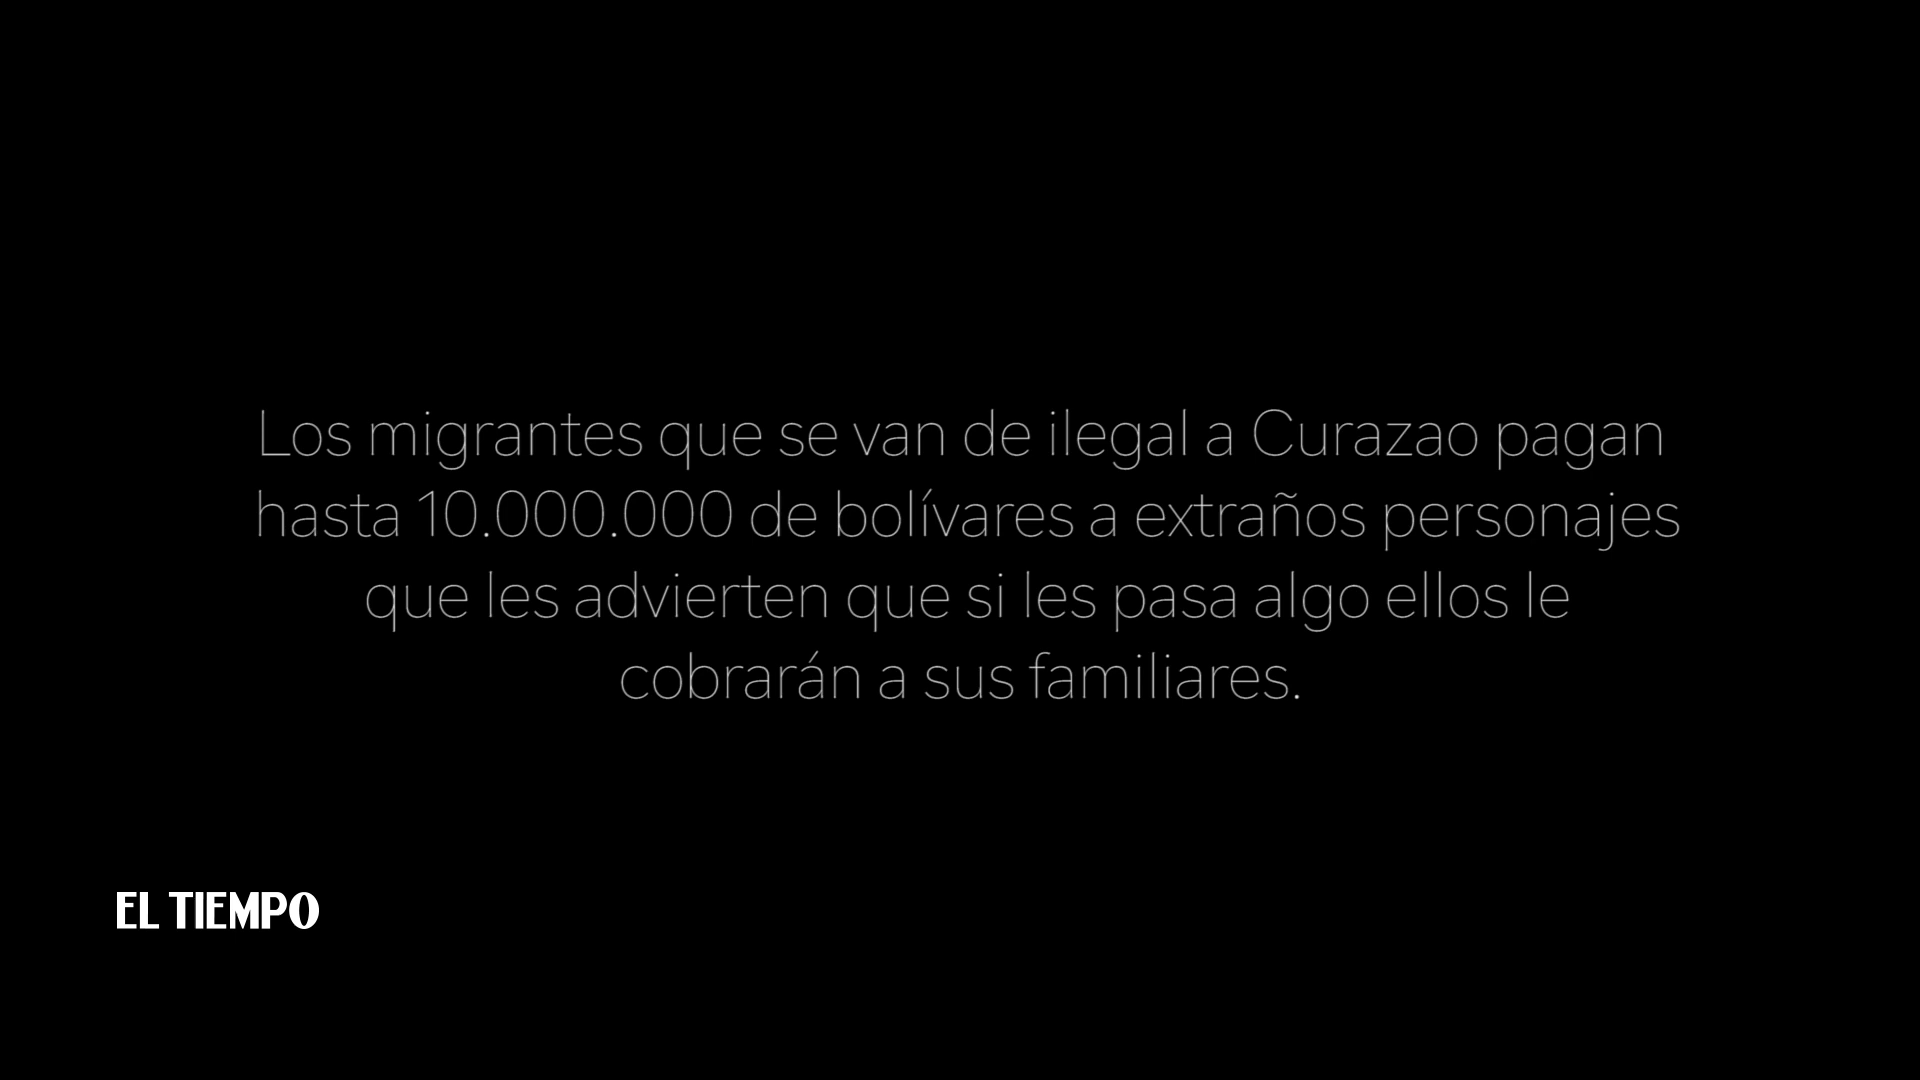 Los migrantes que se van de ilegal a Curazao pagan
hasta 10.000.000 de bolívares a extraños personajes
que les advierten que si les pasa algo ellos le
cobrarán a sus familiares.
EL TIEMPO